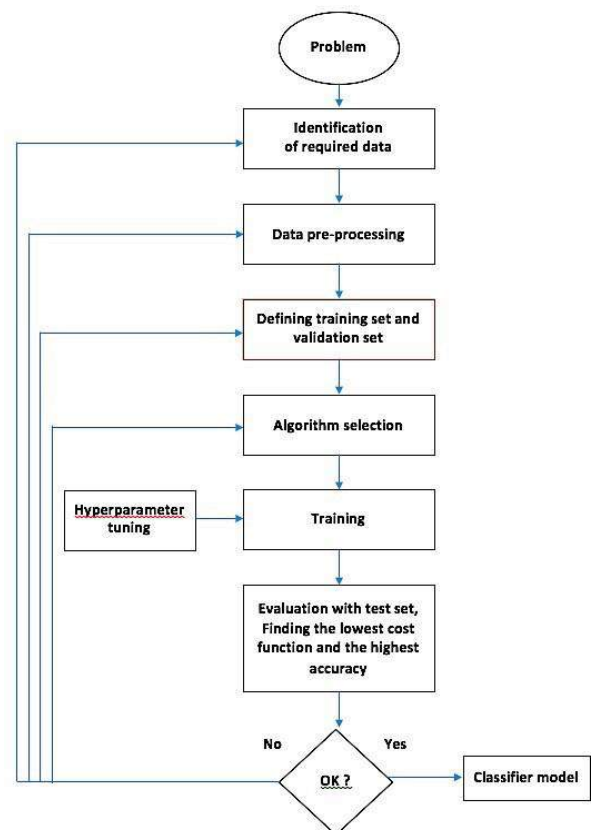 Problem
Identification
of required data
Data pre-processing
Defining training set and
validation set
Algorithm selection
Hyperparameter
tuning
Training
Evaluation with test set,
Finding the lowest cost
function and the highest
accuracy
No
Yes
OK ?
Classifier model